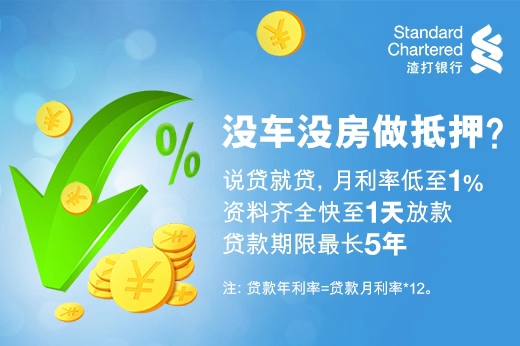 Standard
Chartered
渣打银行
%
没车没房做抵押?
说贷就贷, 月利率低至1%
资料齐全快至1天放款
贷款期限最长5年
注: 贷款年利率=贷款月利率*12。
¥
¥
¥
¥